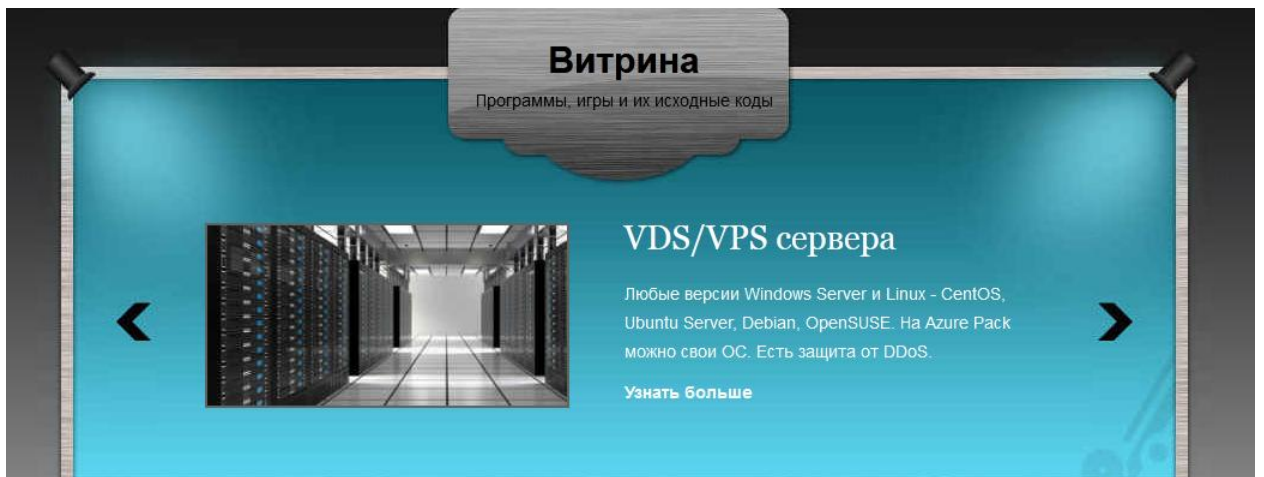 Витрина
Программы, игры и их исходные коды
VDS/VPS сервера
Любые версии Windows Server и Linux - CentOS,
Ubuntu Server, Debian, OpenSUSE. На Azure Pack
можно свои ОС. Есть защита от DDoS.
Узнать больше